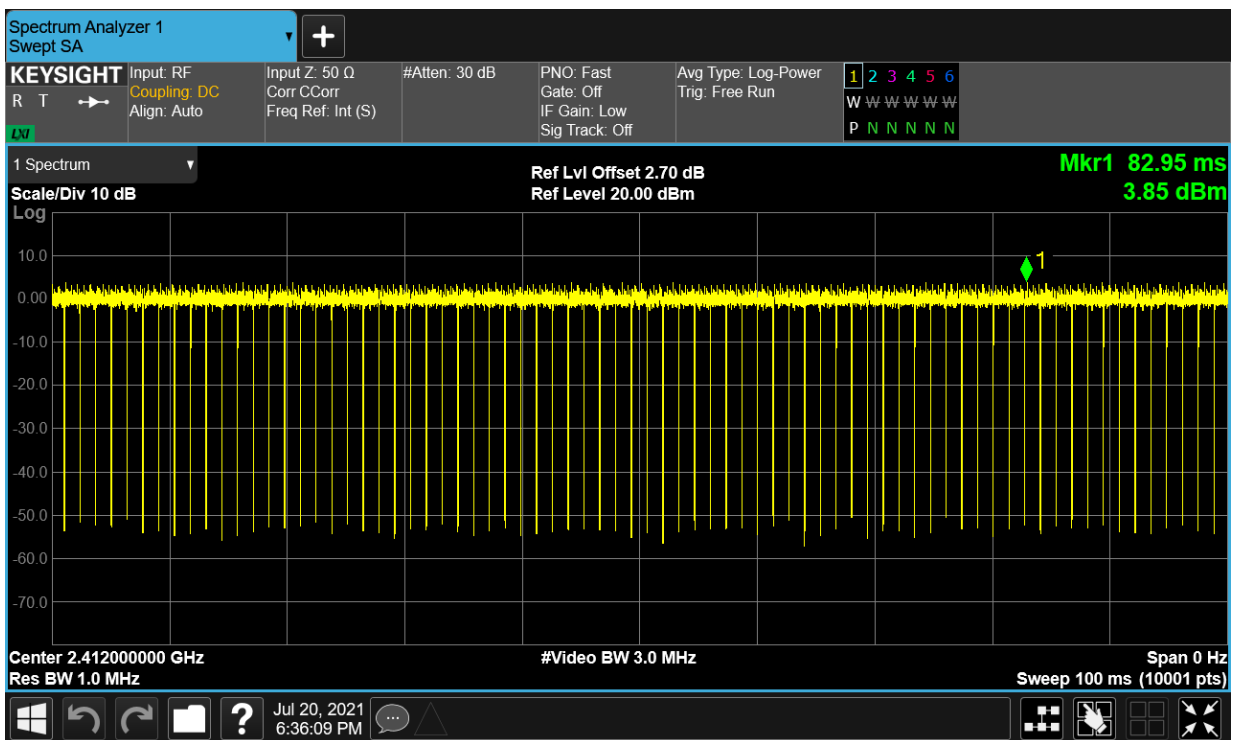 Spectrum Analyzer 1
Swept SA
KEYSIGHT
R T
LXI
Input: RF
Coupling: DC
Align: Auto
Input Z: 50 Ω
Corr CCorr
Freq Ref: Int (S)
#Atten: 30 dB
PNO: Fast
Gate: Off
IF Gain: Low
Sig Track: Off
Avg Type: Log-Power
Trig: Free Run
1 2 3 4 5 6
W W W W W W
P N N N N N
1 Spectrum
Scale/Div 10 dB
Log
Ref Lvl Offset 2.70 dB
Ref Level 20.00 dBm
Mkr1 82.95 ms
3.85 dBm
10.0
1
0.00
-10.0
-20.0
-30.0
-40.0
-50.0
-60.0
-70.0
Center 2.412000000 GHz
Res BW 1.0 MHz
#Video BW 3.0 MHz
Span 0 Hz
Sweep 100 ms (10001 pts)
?
Jul 20, 2021
6:36:09 PM